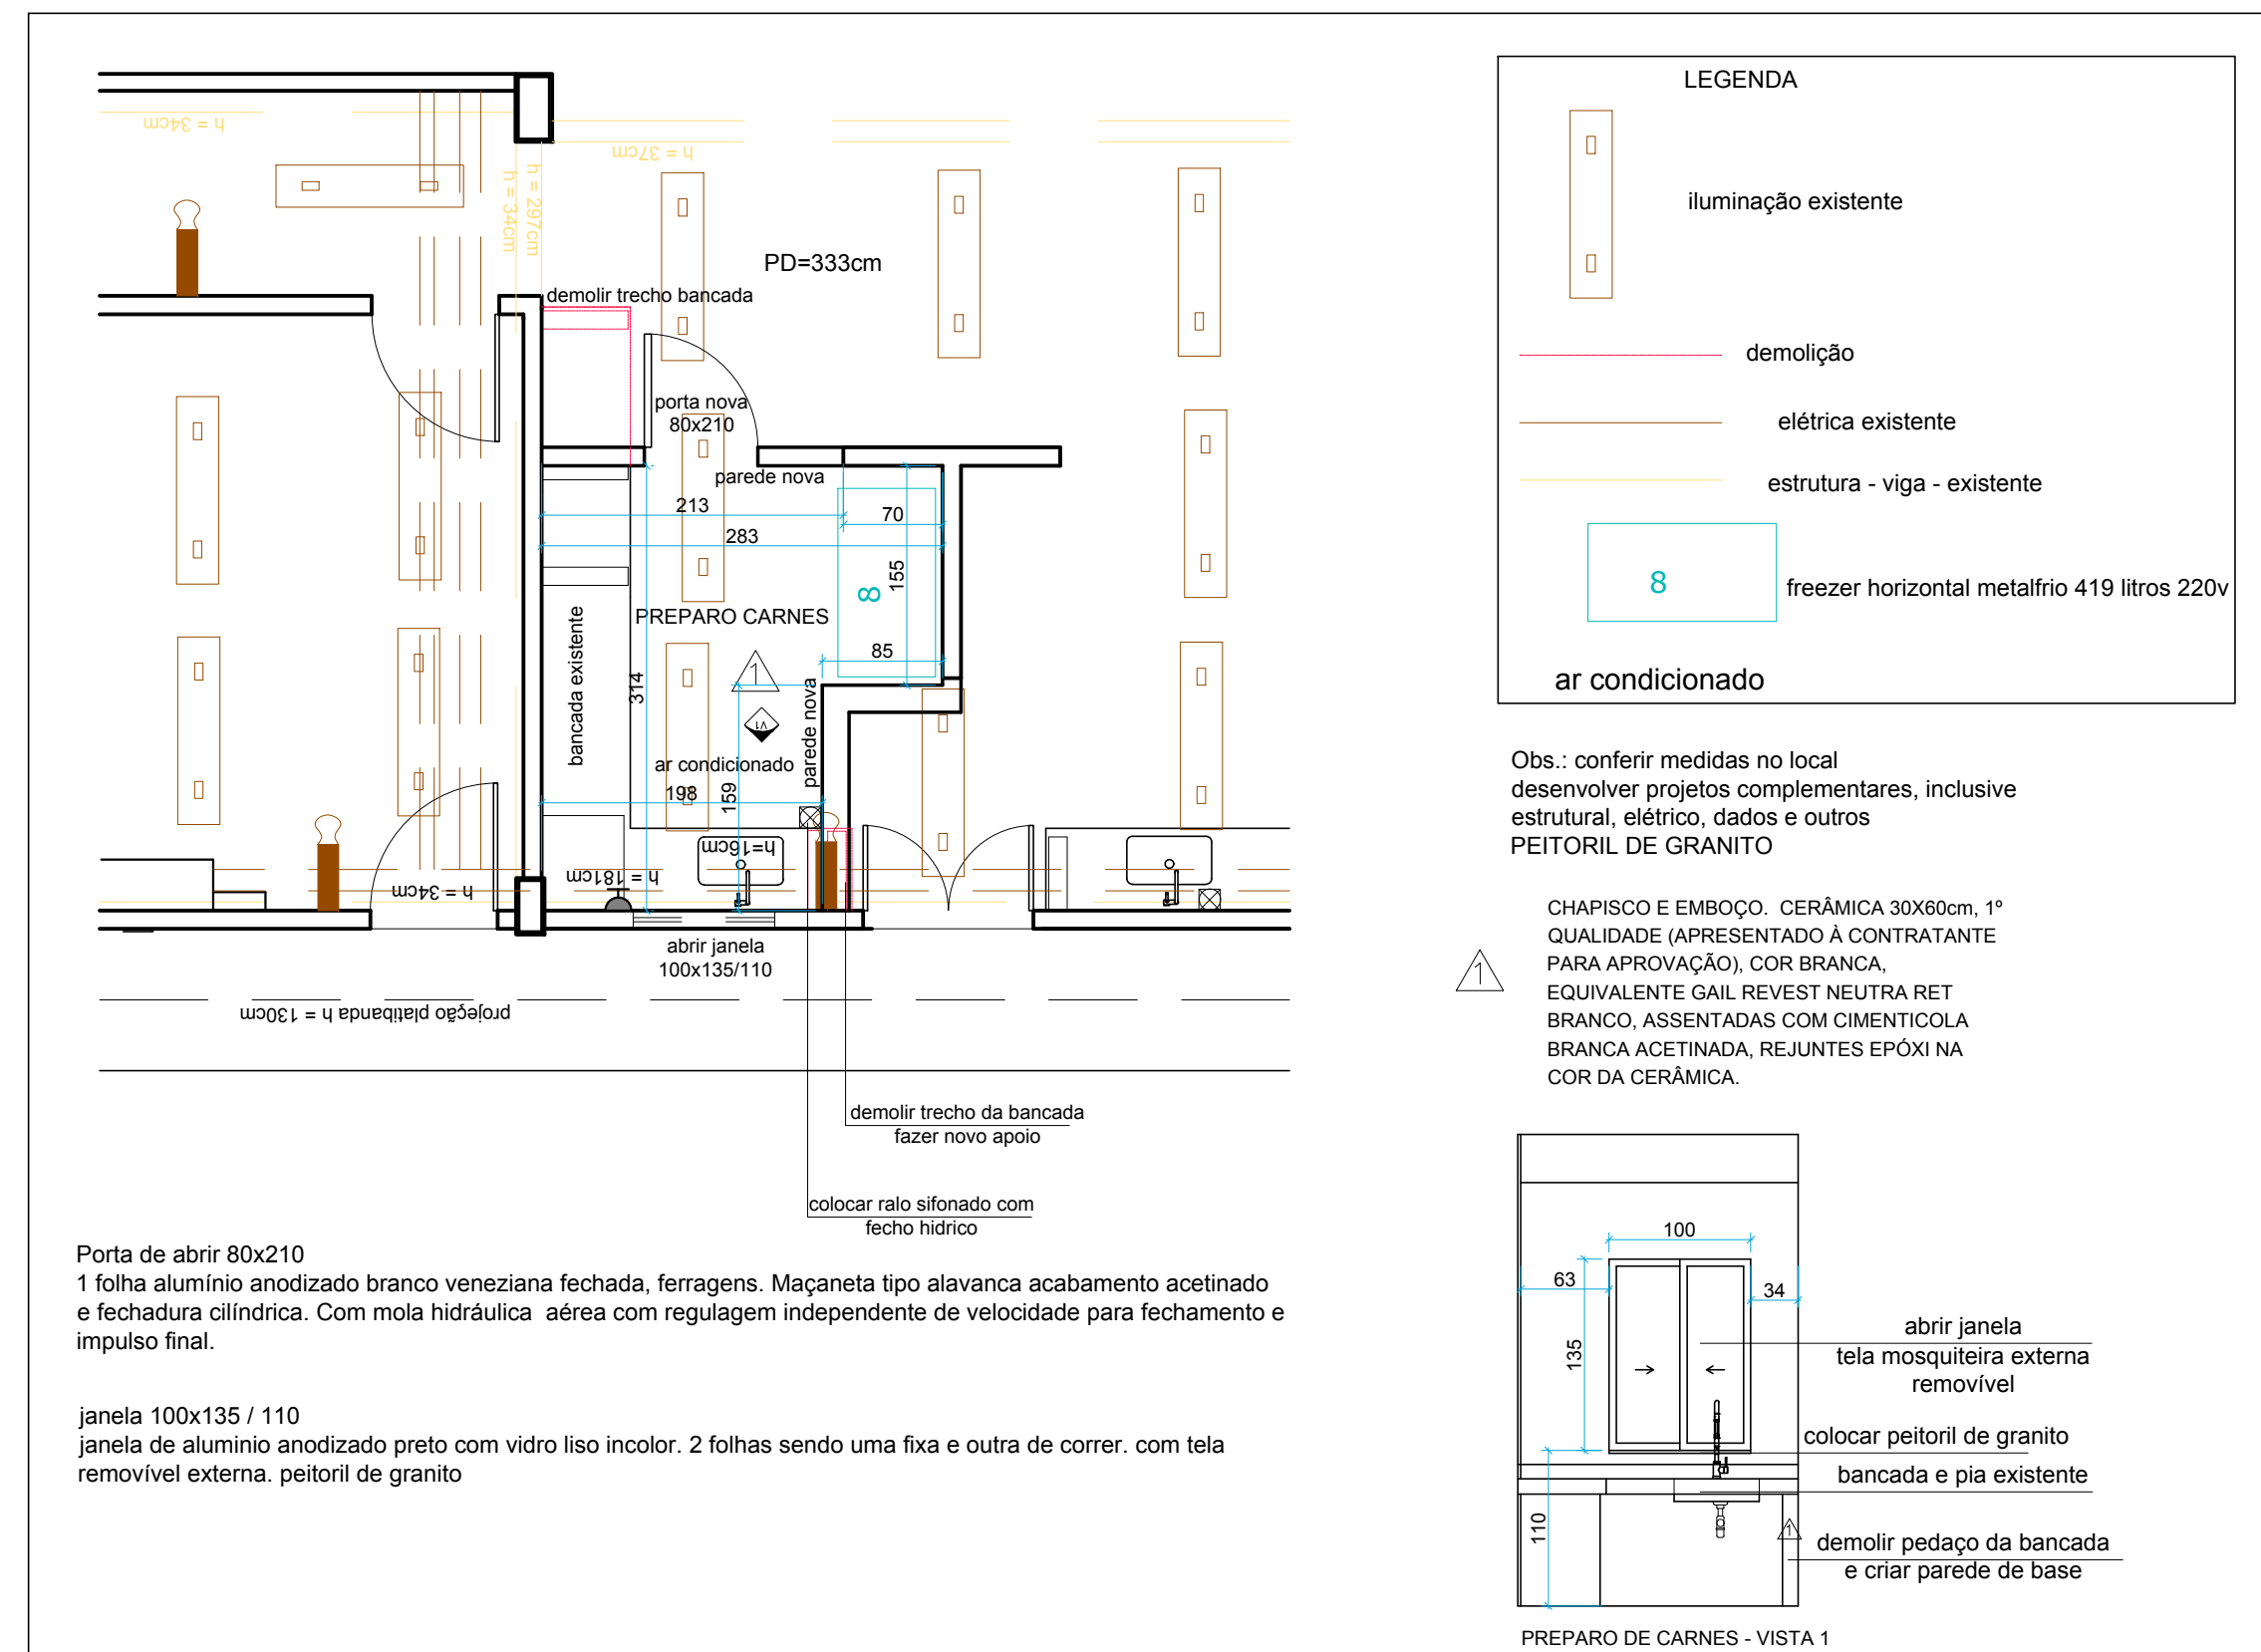 h = 34cm
h = 37cm
h = 34cm
h = 297cm
PD=333cm
demolir trecho bancada
porta nova
80x210
parede nova
213
70
283
155
8
PREPARO CARNES
bancada existente
85
314
1
parede nova
V1
ar condicionado
198
159
h=16cm
h = 181cm
h = 34cm
abrir janela
100x135/110
projeção platibanda h = 130cm
demolir trecho da bancada
fazer novo apoio
colocar ralo sifonado com
fecho hidrico
Porta de abrir 80x210
1 folha alumínio anodizado branco veneziana fechada, ferragens. Maçaneta tipo alavanca acabamento acetinado
e fechadura cilíndrica. Com mola hidráulica aérea com regulagem independente de velocidade para fechamento e
impulso final.
janela 100x135 / 110
janela de aluminio anodizado preto com vidro liso incolor. 2 folhas sendo uma fixa e outra de correr. com tela
removível externa. peitoril de granito
LEGENDA
iluminação existente
demolição
elétrica existente
estrutura - viga - existente
8
freezer horizontal metalfrio 419 litros 220v
ar condicionado
Obs.: conferir medidas no local
desenvolver projetos complementares, inclusive
estrutural, elétrico, dados e outros
PEITORIL DE GRANITO
1
CHAPISCO E EMBOÇO. CERÂMICA 30X60cm, 1º
QUALIDADE (APRESENTADO À CONTRATANTE
PARA APROVAÇÃO), COR BRANCA,
EQUIVALENTE GAIL REVEST NEUTRA RET
BRANCO, ASSENTADAS COM CIMENTICOLA
BRANCA ACETINADA, REJUNTES EPÓXI NA
COR DA CERÂMICA.
100
63
34
135
110
1
abrir janela
tela mosquiteira externa
removível
colocar peitoril de granito
bancada e pia existente
demolir pedaço da bancada
e criar parede de base
PREPARO DE CARNES - VISTA 1